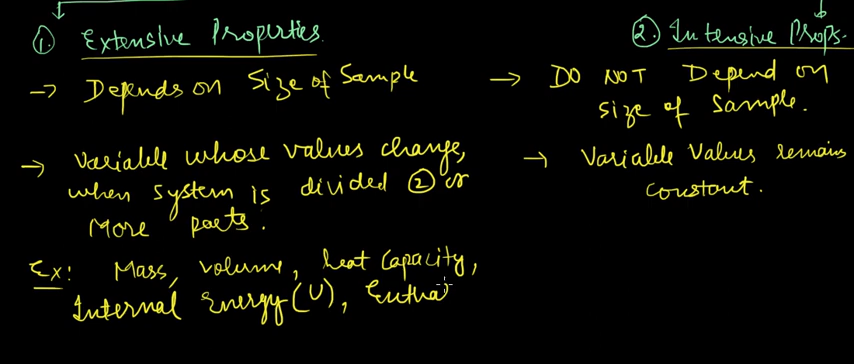 1. Extensive Properties.
→ Depends on Size of Sample
→ Variable whose values change,
when system is divided ② or
More parts.
Ex: Mass, volume, heat capacity,
Internal Energy (U), Entha
2. Intensive Props.
→ DO NOT Depend on
size of Sample.
→ Variable Values remains
constant.